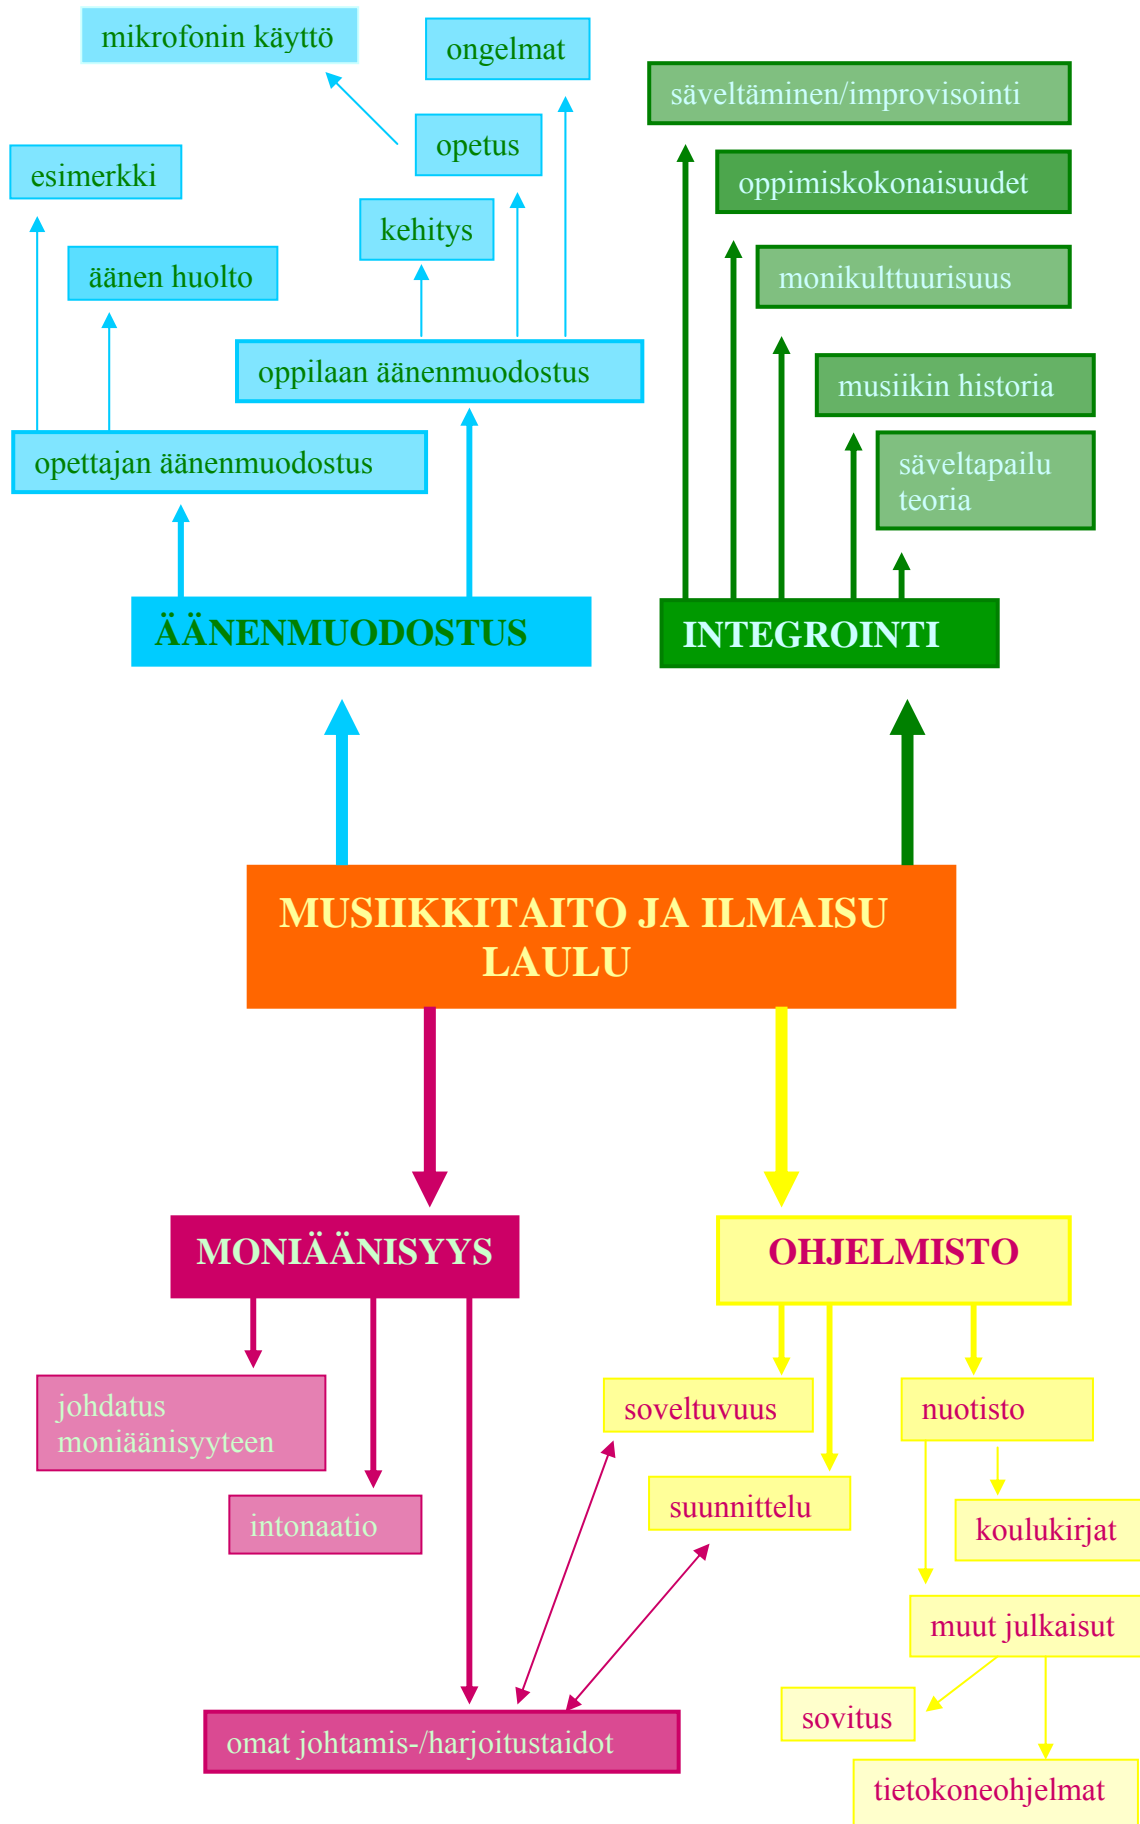 mikrofonin käyttö
ongelmat
säveltäminen/improvisointi
opetus
oppimiskokonaisuudet
esimerkki
kehitys
monikulttuurisuus
äänen huolto
oppilaan äänenmuodostus
musiikin historia
opettajan äänenmuodostus
säveltapailu
teoria
ÄÄNENMUODOSTUS
INTEGROINTI
MUSIIKKITAITO JA ILMAISU
LAULU
MONIÄÄNISYYS
OHJELMISTO
johdatus
moniäänisyyteen
soveltuvuus
nuotisto
intonaatio
suunnittelu
koulukirjat
muut julkaisut
sovitus
omat johtamis-/harjoitustaidot
tietokoneohjelmat